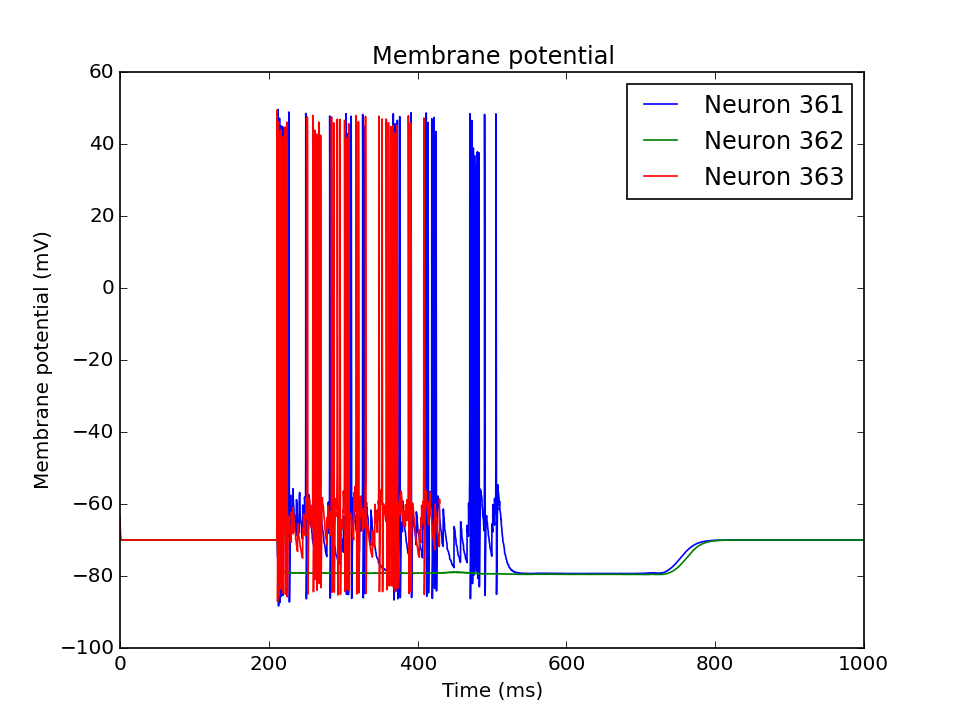 Membrane potential
60
40
20
0
−20
−40
−60
−80
−100
Membrane potential (mV)
Neuron 361
Neuron 362
Neuron 363
0 200 400 600 800 1000
Time (ms)